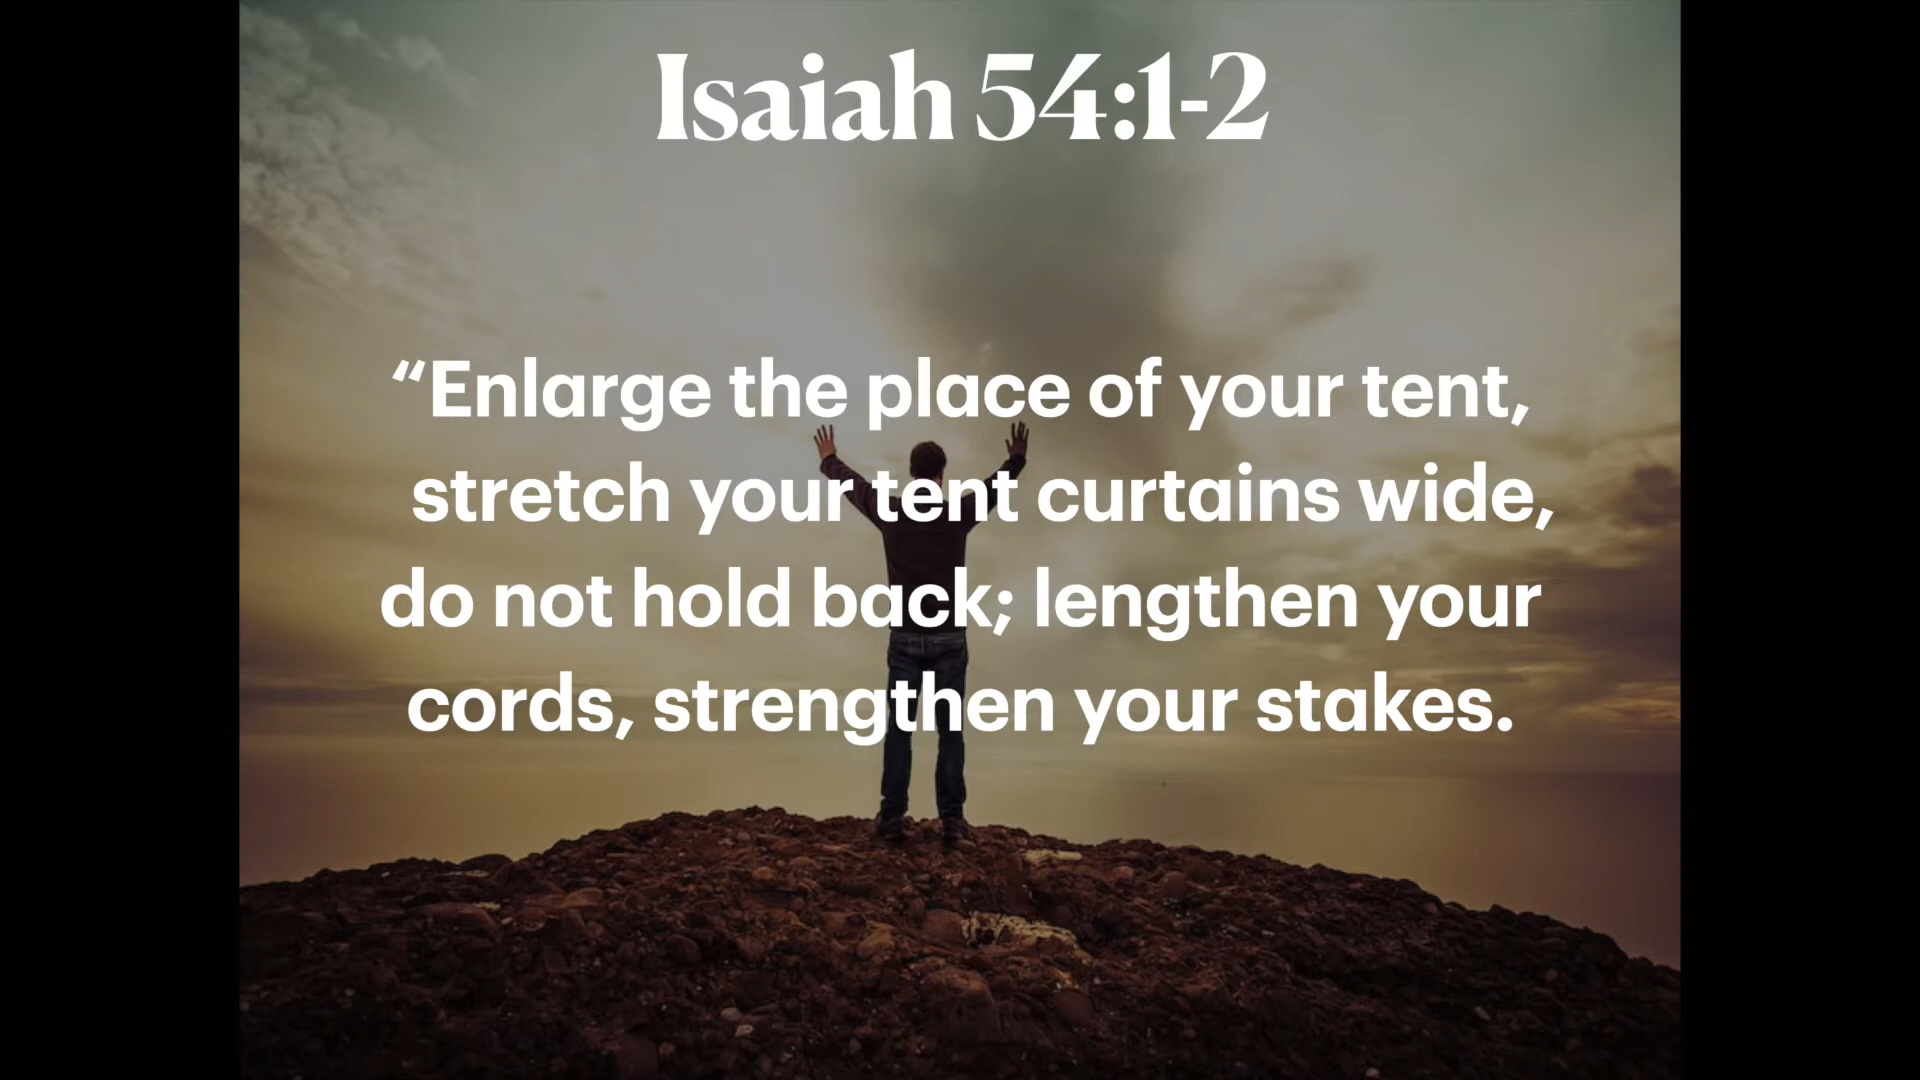 Isaiah 54:1-2
“Enlarge the place of your tent,
stretch your tent curtains wide,
do not hold back; lengthen your
cords, strengthen your stakes.